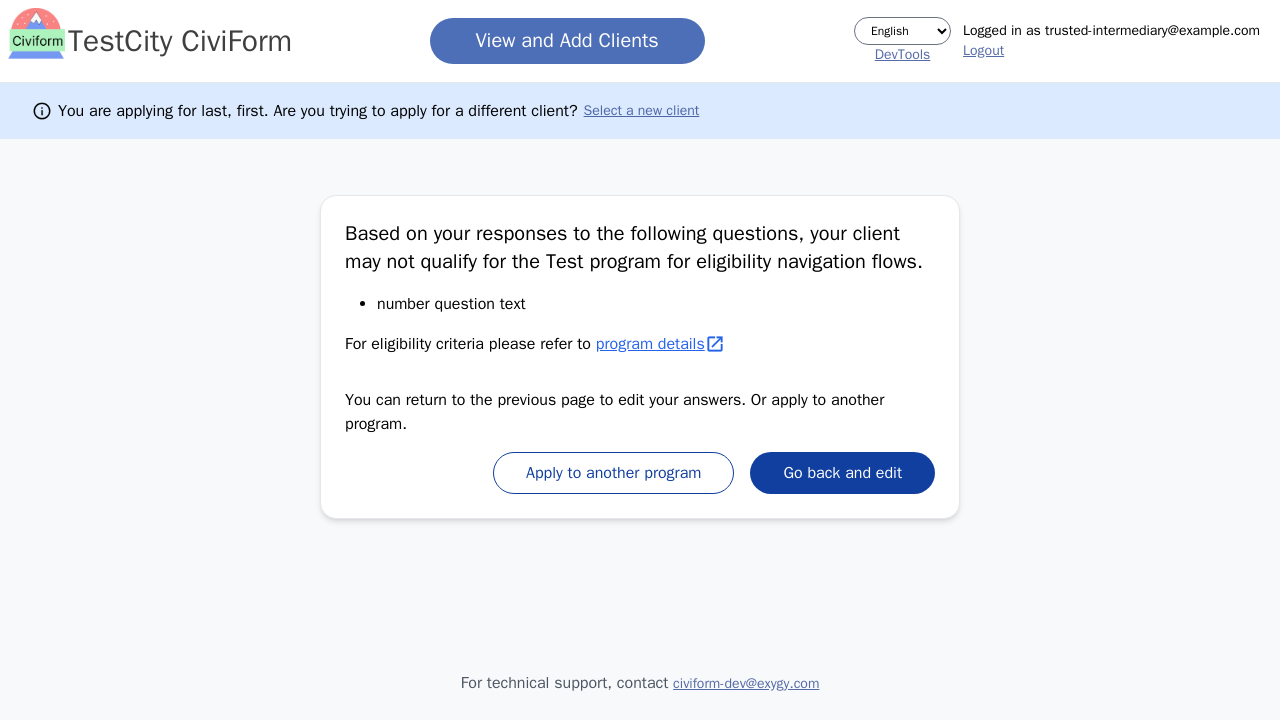 Civiform
TestCity CiviForm
View and Add Clients
English
DevTools
Logged in as trusted-intermediary@example.com
Logout
You are applying for last, first. Are you trying to apply for a different client? Select a new client
Based on your responses to the following questions, your client
may not qualify for the Test program for eligibility navigation flows.
• number question text
For eligibility criteria please refer to program details
You can return to the previous page to edit your answers. Or apply to another
program.
Apply to another program
Go back and edit
For technical support, contact civiform-dev@exygy.com